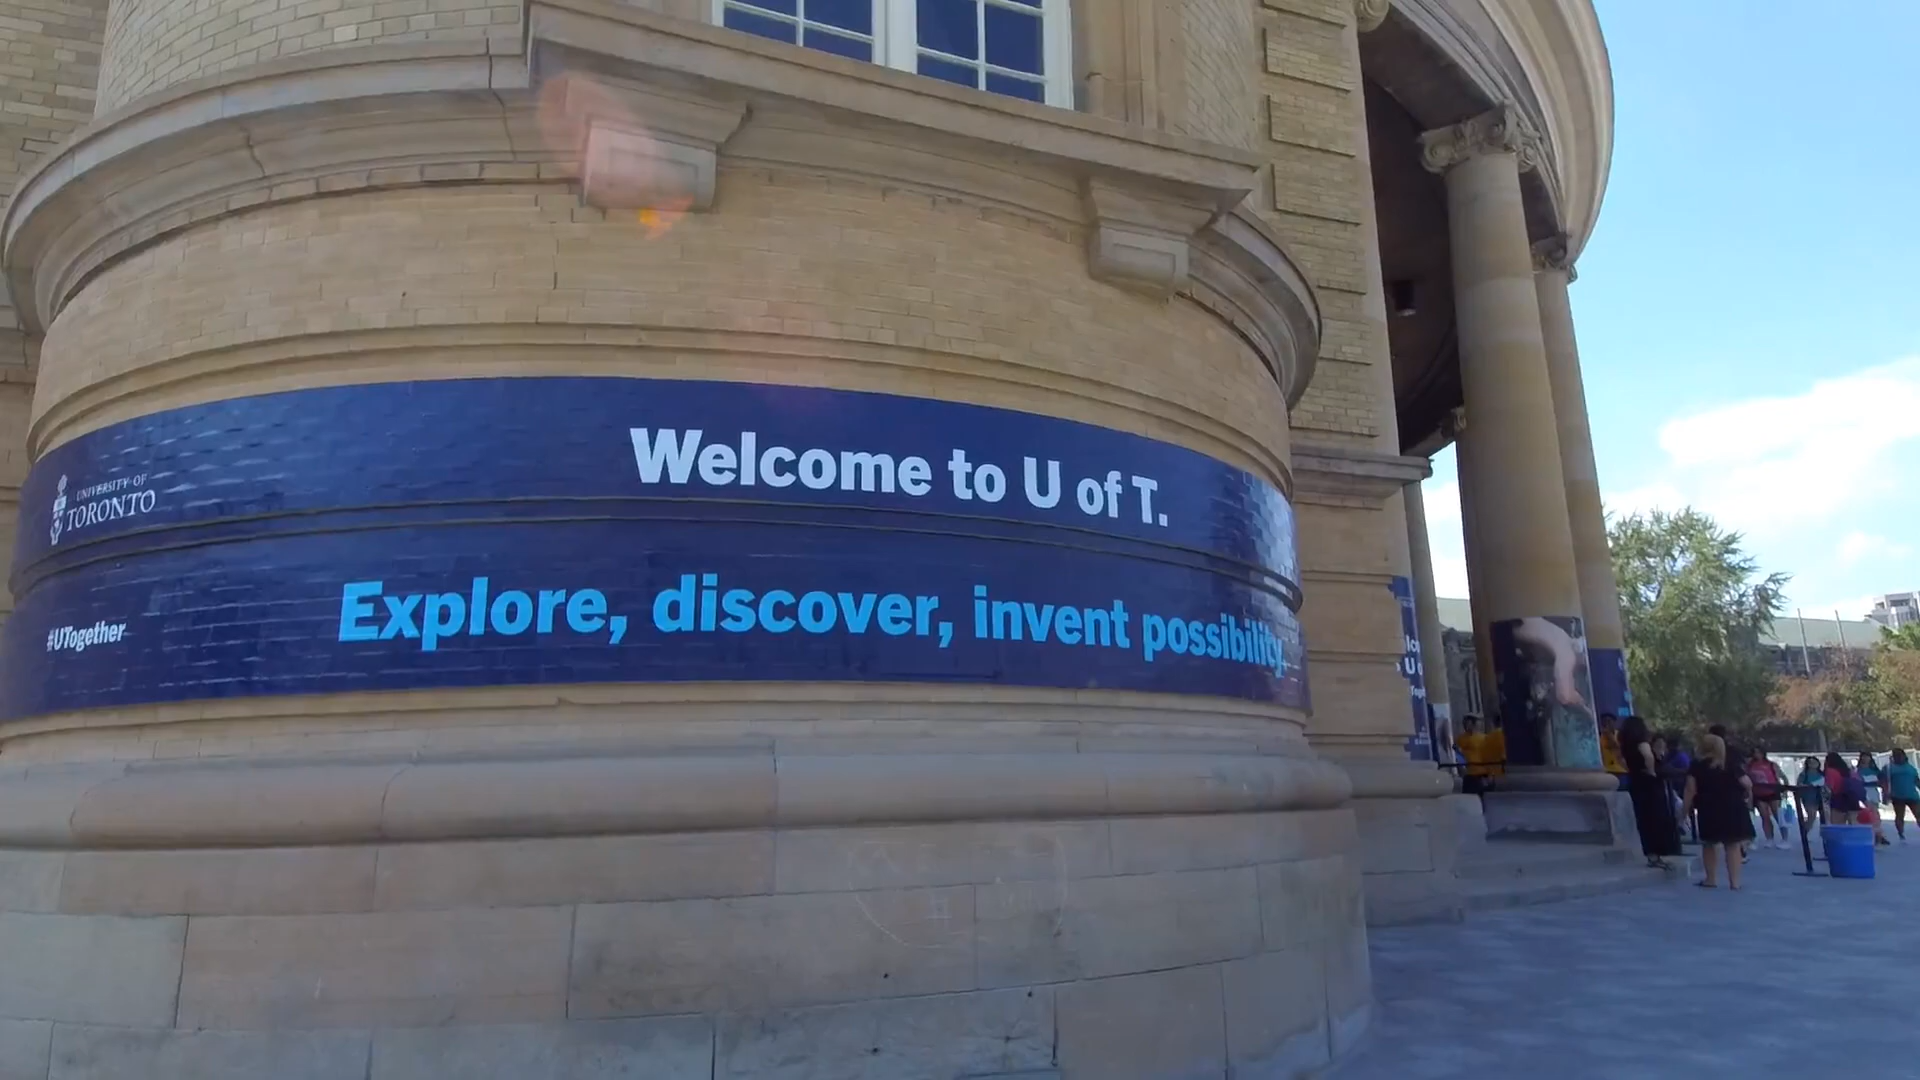 Welcome to U of T.
UNIVERSITY OF
TORONTO
Explore, discover, invent possibility.
#UTogether